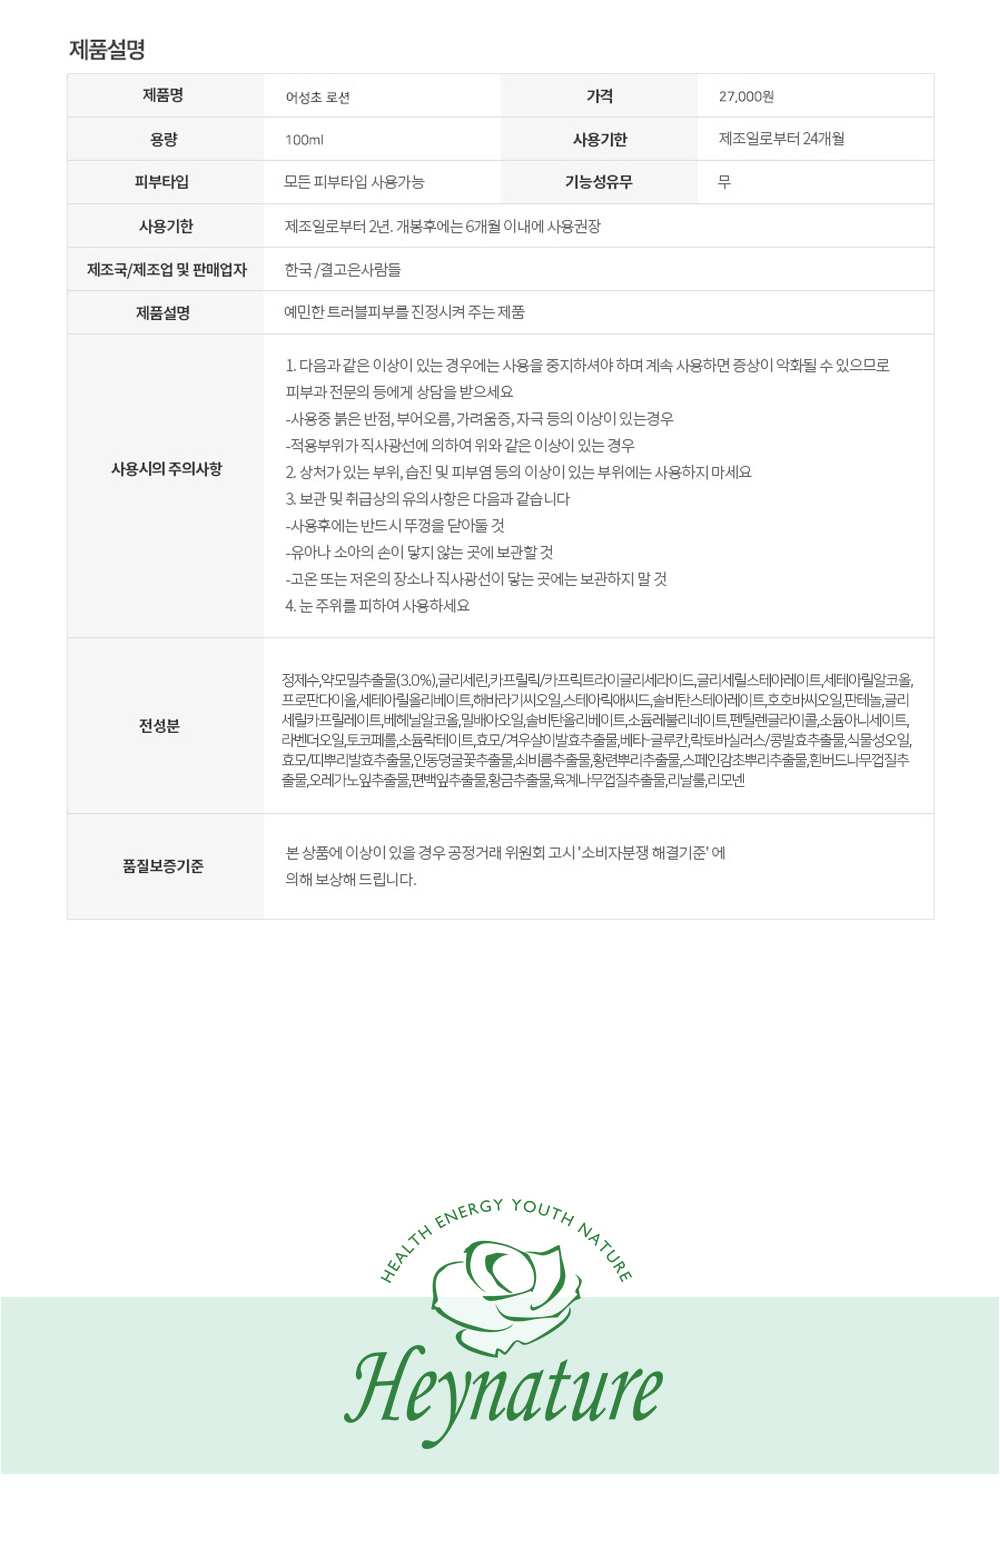 제품설명
제품명 어성초 로션 가격 27,000원
용량 100ml 사용기한 제조일로부터 24개월
피부타입 모든 피부타입 사용가능 기능성유무 무
사용기한 제조일로부터 2년. 개봉후에는 6개월 이내에 사용권장
제조국/제조업 및 판매업자 한국 /결고은사람들
제품설명 예민한 트러블피부를 진정시켜 주는 제품
사용시의 주의사항
1. 다음과 같은 이상이 있는 경우에는 사용을 중지하셔야 하며 계속 사용하면 증상이 악화될 수 있으므로
피부과 전문의 등에게 상담을 받으세요
-사용중 붉은 반점, 부어오름, 가려움증, 자극 등의 이상이 있는경우
-적용부위가 직사광선에 의하여 위와 같은 이상이 있는 경우
2. 상처가 있는 부위, 습진 및 피부염 등의 이상이 있는 부위에는 사용하지 마세요
3. 보관 및 취급상의 유의사항은 다음과 같습니다
-사용후에는 반드시 뚜껑을 닫아둘 것
-유아나 소아의 손이 닿지 않는 곳에 보관할 것
-고온 또는 저온의 장소나 직사광선이 닿는 곳에는 보관하지 말 것
4. 눈 주위를 피하여 사용하세요
전성분
정제수,약모밀추출물(3.0%),글리세린,카프릴릭/카프릭트라이글리세라이드,글리세릴스테아레이트,세테아릴알코올,
프로판다이올,세테아릴올리베이트,해바라기씨오일,스테아릭애씨드,솔비탄스테아레이트,호호바씨오일,판테놀,글리
세릴카프릴레이트,베헤닐알코올,밀배아오일,솔비탄올리베이트,소듐레불리네이트,펜틸렌글라이콜,소듐아니세이트,
라벤더오일,토코페롤,소듐락테이트,효모/겨우살이발효추출물,베타-글루칸,락토바실러스/콩발효추출물,식물성오일,
효모/띠뿌리발효추출물,인동덩굴꽃추출물,쇠비름추출물,황련뿌리추출물,스페인감초뿌리추출물,흰버드나무껍질추
출물,오레가노잎추출물,편백잎추출물,황금추출물,육계나무껍질추출물,리날룰,리모넨
품질보증기준
본 상품에 이상이 있을 경우 공정거래 위원회 고시 '소비자분쟁 해결기준' 에
의해 보상해 드립니다.
HEALTH ENERGY YOUTH NATURE
Heynature